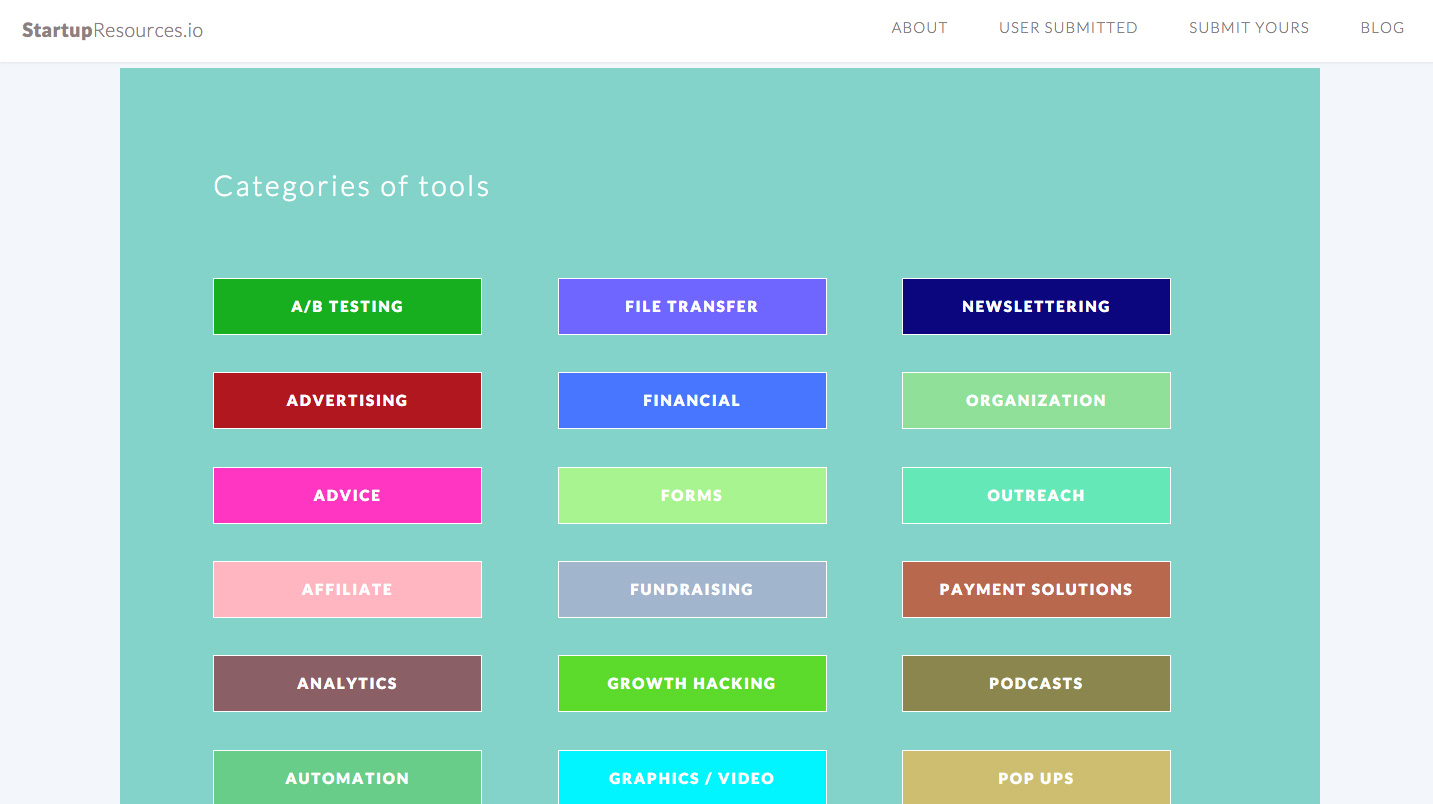 StartupResources.io
ABOUT USER SUBMITTED SUBMIT YOURS BLOG
Categories of tools
A/B TESTING FILE TRANSFER NEWSLETTERING
ADVERTISING FINANCIAL ORGANIZATION
ADVICE FORMS OUTREACH
AFFILIATE FUNDRAISING PAYMENT SOLUTIONS
ANALYTICS GROWTH HACKING PODCASTS
AUTOMATION GRAPHICS / VIDEO POP UPS